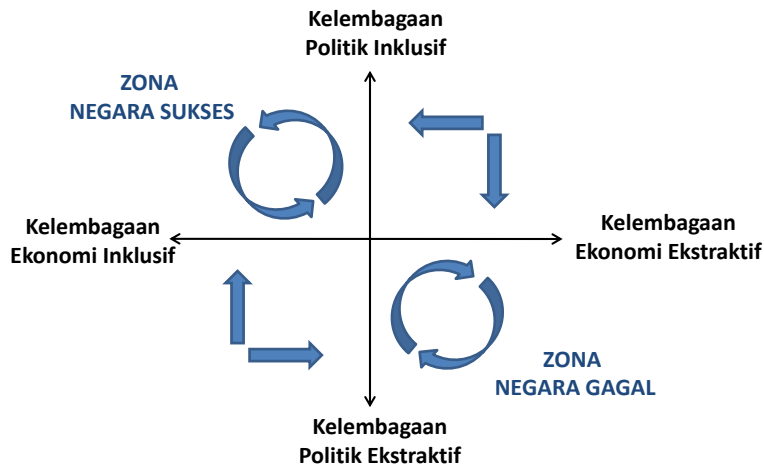 Kelembagaan
Politik Inklusif
ZONA
NEGARA SUKSES
Kelembagaan
Ekonomi Inklusif
Kelembagaan
Ekonomi Ekstraktif
ZONA
NEGARA GAGAL
Kelembagaan
Politik Ekstraktif